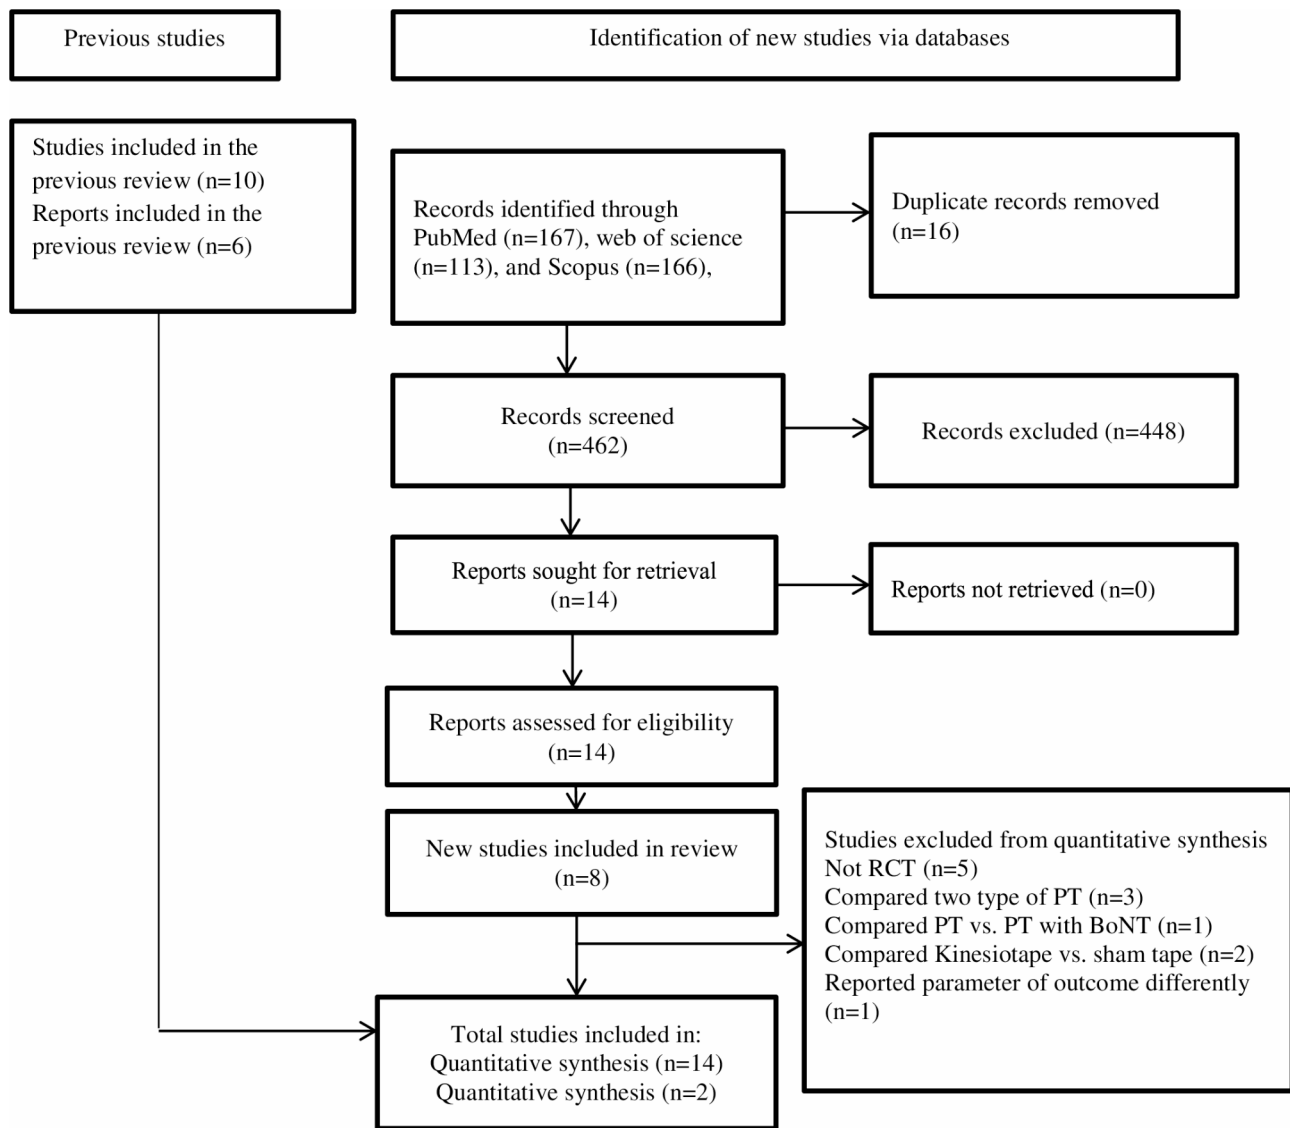 Previous studies
Identification of new studies via databases
Studies included in the
previous review (n=10)
Reports included in the
previous review (n=6)
Records identified through
PubMed (n=167), web of science
(n=113), and Scopus (n=166),
Duplicate records removed
(n=16)
Records screened
(n=462)
Records excluded (n=448)
Reports sought for retrieval
(n=14)
Reports not retrieved (n=0)
Reports assessed for eligibility
(n=14)
New studies included in review
(n=8)
Studies excluded from quantitative synthesis
Not RCT (n=5)
Compared two type of PT (n=3)
Compared PT vs. PT with BoNT (n=1)
Compared Kinesiotape vs. sham tape (n=2)
Reported parameter of outcome differently
(n=1)
Total studies included in:
Quantitative synthesis (n=14)
Quantitative synthesis (n=2)